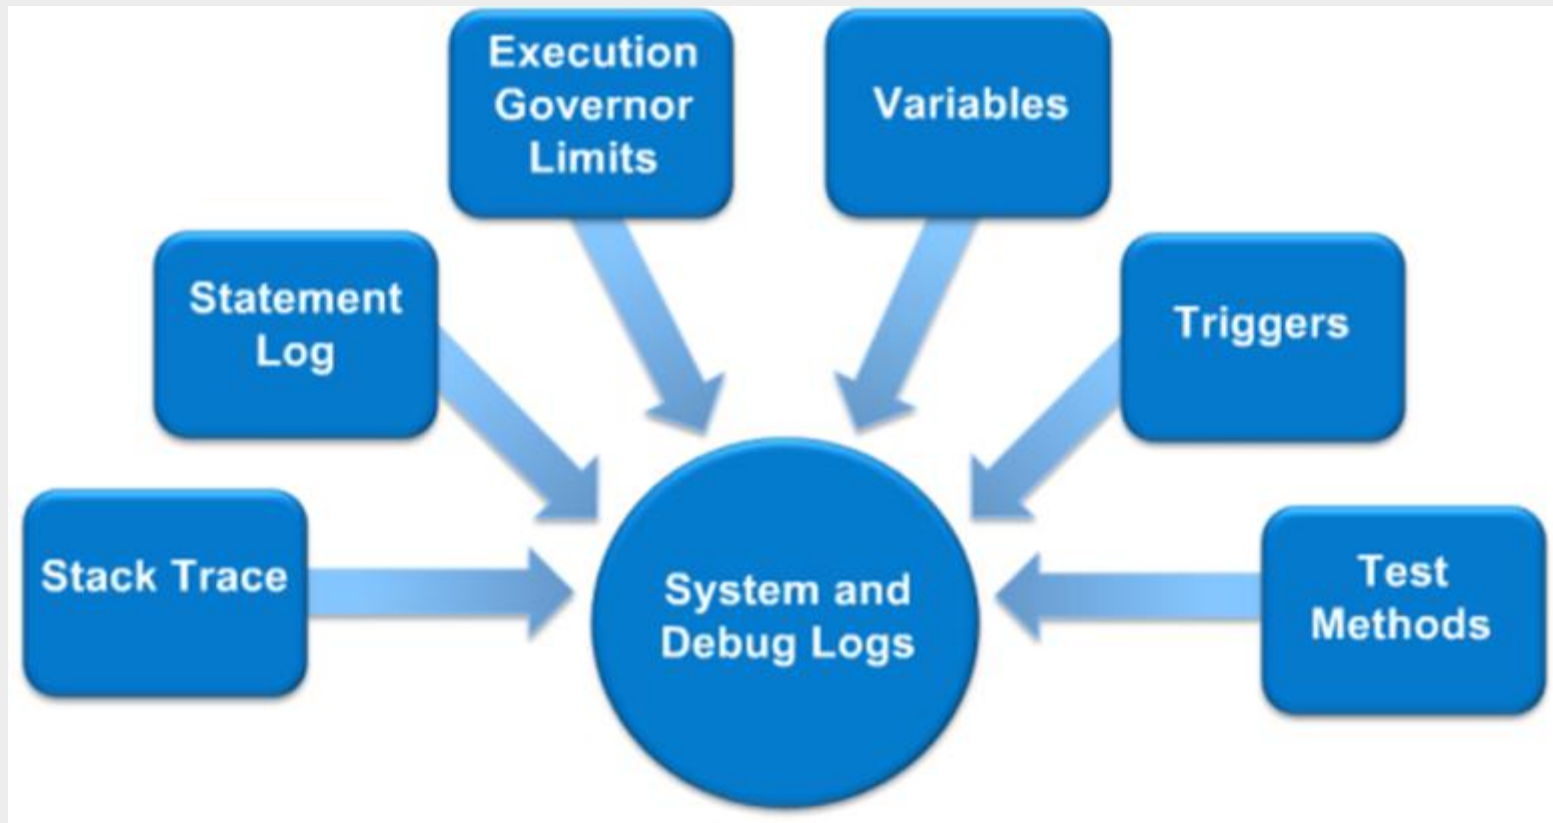 Execution
Governor
Limits
Variables
Statement
Log
Triggers
Stack Trace
System and
Debug Logs
Test
Methods